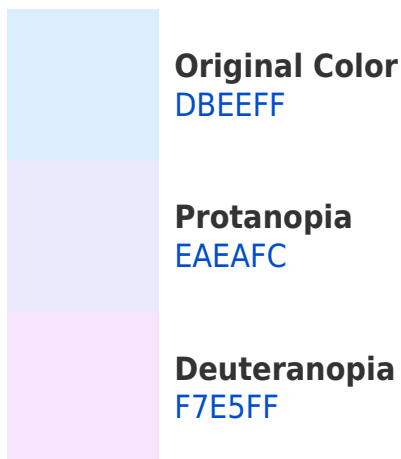 Original Color
DBEEFF
Protanopia
EAEAFC
Deuteranopia
F7E5FF